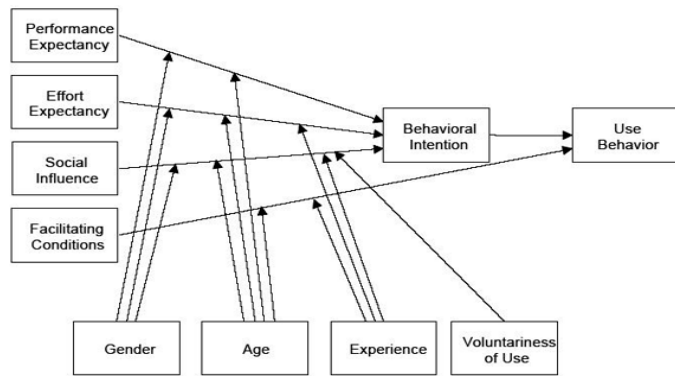 Performance
Expectancy
Effort
Expectancy
Behavioral
Intention
Use
Behavior
Social
Influence
Facilitating
Conditions
Gender
Age
Experience
Voluntariness
of Use